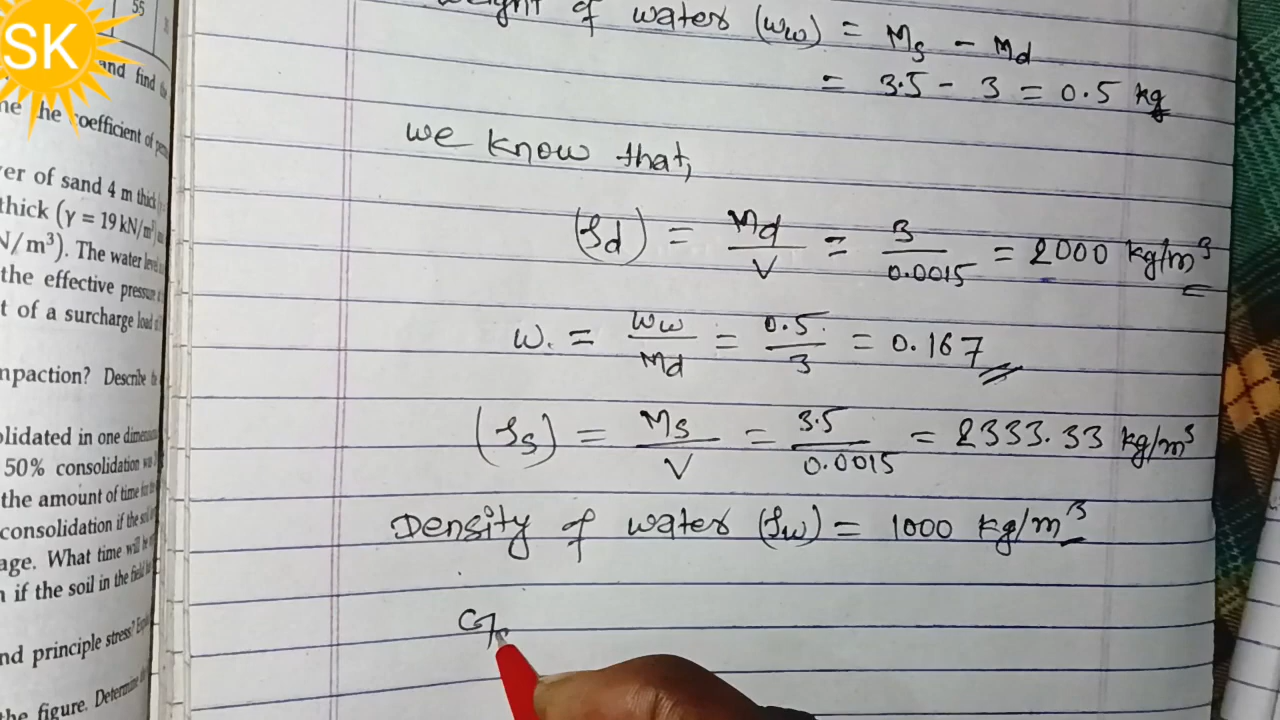 SK
55
and find the
the coefficient of
er of sand 4 m thick
thick (γ = 19 kN/m³)
N/m³). The water level
the effective pressure
t of a surcharge load
mpaction? Describe the
olidated in one
50% consolidation
the amount of time for
consolidation if the soil
age. What time will be
if the soil in the field
nd principle stress?
the figure. Determine
Weight of water (Ww) = Ms - Md
= 3.5 - 3 = 0.5 kg
We know that,
(ρd) = Md / V = 3 / 0.0015 = 2000 kg/m³
W. = Ww / Md = 0.5 / 3 = 0.167
(ρs) = Ms / V = 3.5 / 0.0015 = 2333.33 kg/m³
Density of water (ρw) = 1000 kg/m³
G